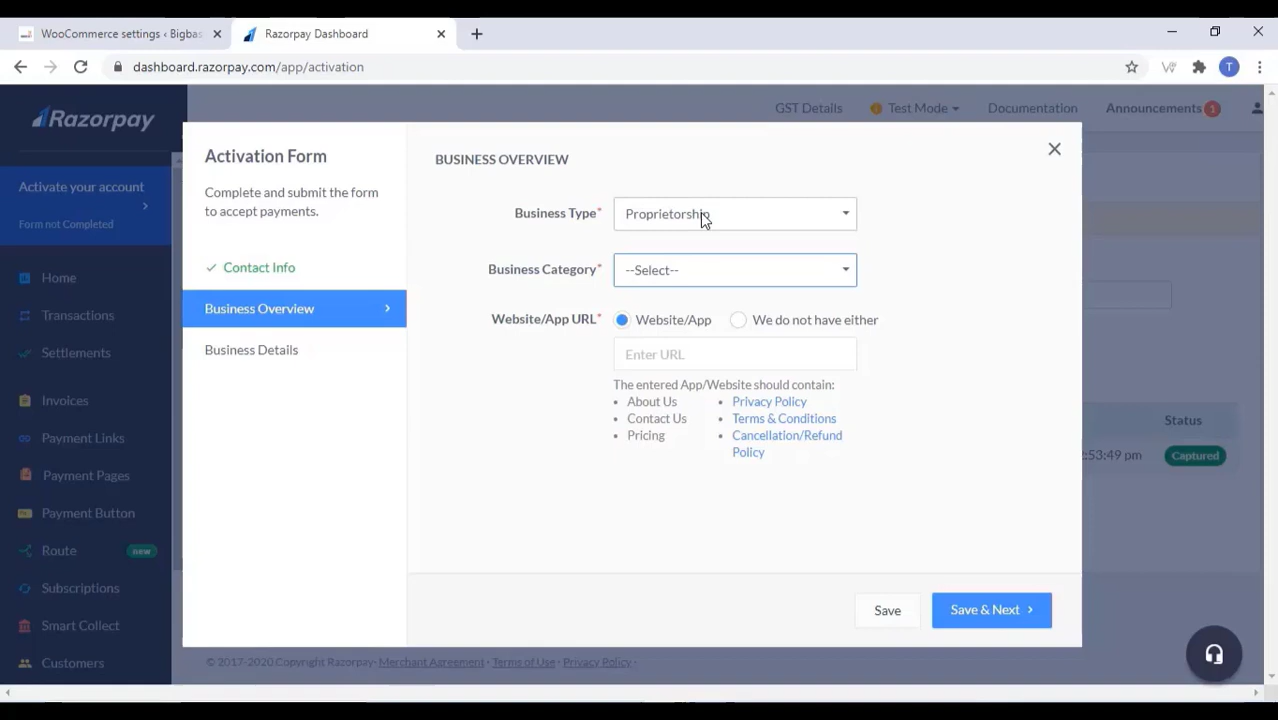 WooCommerce settings ‹ Bigbas
Razorpay Dashboard
dashboard.razorpay.com/app/activation
T
Razorpay
GST Details
Test Mode
Documentation
Announcements 1
Activate your account
Form not Completed
Home
Transactions
Settlements
Invoices
Payment Links
Payment Pages
Payment Button
Route new
Subscriptions
Smart Collect
Customers
Activation Form
Complete and submit the form
to accept payments.
Contact Info
Business Overview
Business Details
BUSINESS OVERVIEW
Business Type* Proprietorship
Business Category* --Select--
Website/App URL* Website/App We do not have either
Enter URL
The entered App/Website should contain:
• About Us
• Contact Us
• Pricing
• Privacy Policy
• Terms & Conditions
• Cancellation/Refund
Policy
Save
Save & Next
Status
:53:49 pm Captured
© 2017-2020 Copyright Razorpay · Merchant Agreement · Terms of Use · Privacy Policy ·